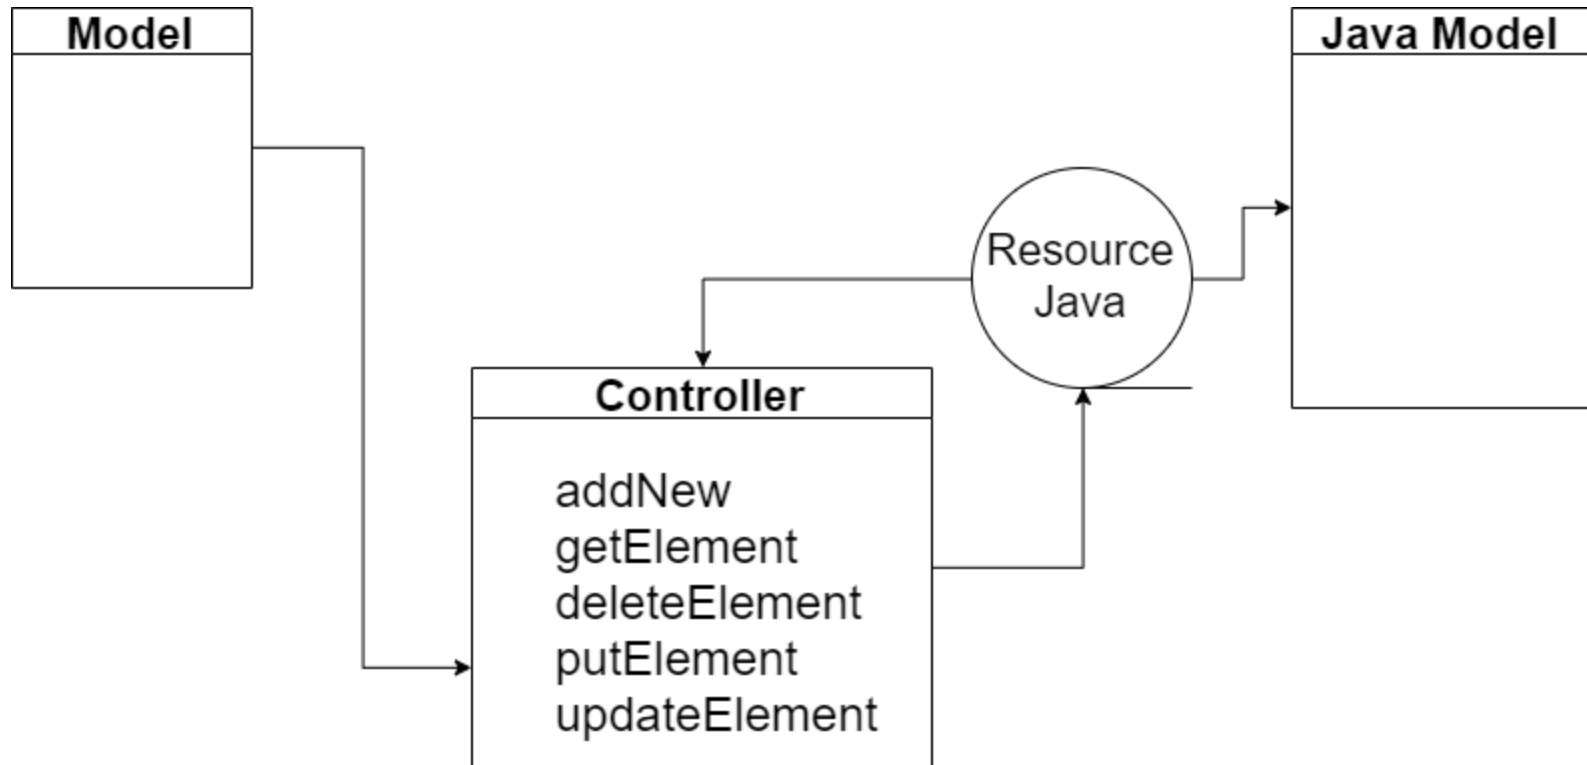 Model
Java Model
Resource
Java
Controller
addNew
getElement
deleteElement
putElement
updateElement